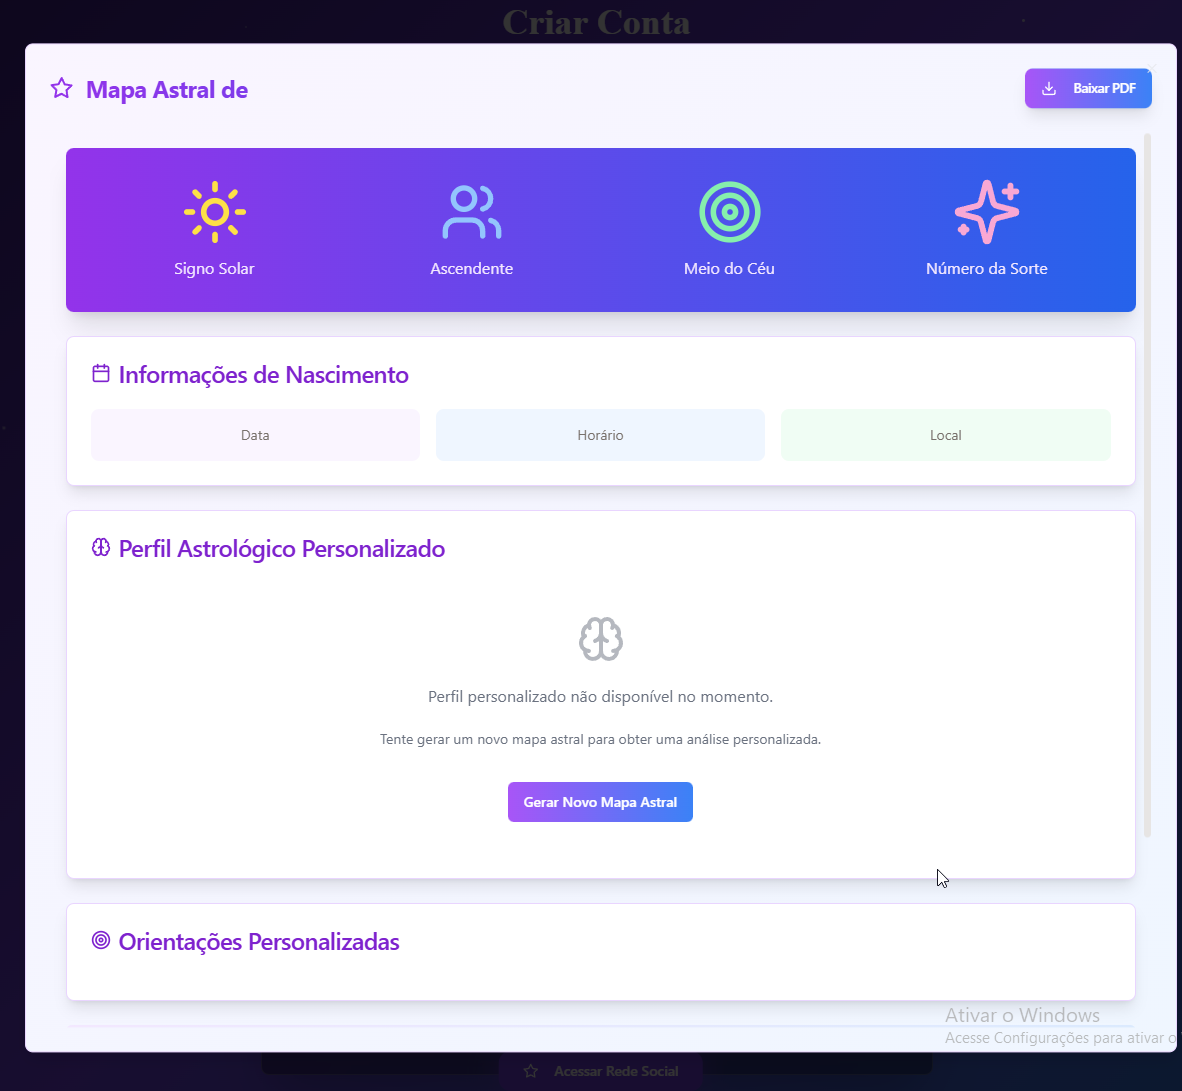 Criar Conta
Mapa Astral de
Baixar PDF
Signo Solar
Ascendente
Meio do Céu
Número da Sorte
Informações de Nascimento
Data
Horário
Local
Perfil Astrológico Personalizado
Perfil personalizado não disponível no momento.
Tente gerar um novo mapa astral para obter uma análise personalizada.
Gerar Novo Mapa Astral
Orientações Personalizadas
Ativar o Windows
Acesse Configurações para ativar o
Acessar Rede Social